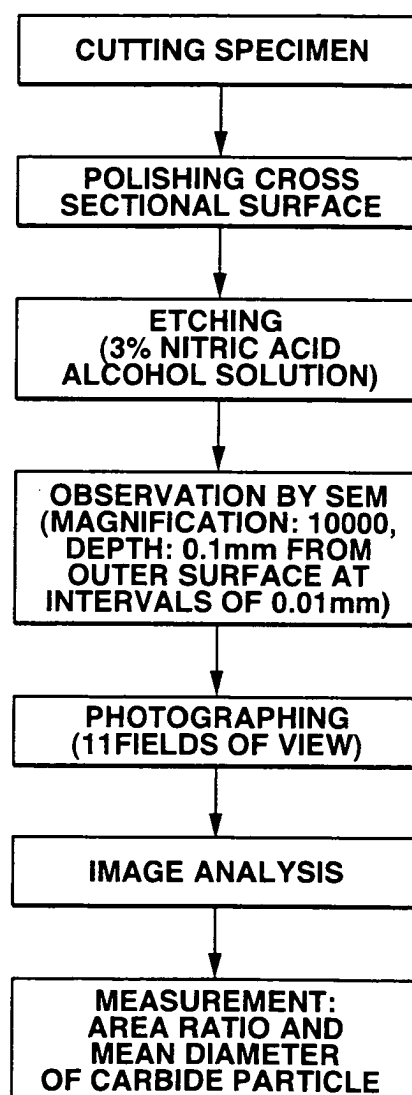 CUTTING SPECIMEN
POLISHING CROSS
SECTIONAL SURFACE
ETCHING
(3% NITRIC ACID
ALCOHOL SOLUTION)
OBSERVATION BY SEM
(MAGNIFICATION: 10000,
DEPTH: 0.1mm FROM
OUTER SURFACE AT
INTERVALS OF 0.01mm)
PHOTOGRAPHING
(11FIELDS OF VIEW)
IMAGE ANALYSIS
MEASUREMENT:
AREA RATIO AND
MEAN DIAMETER
OF CARBIDE PARTICLE